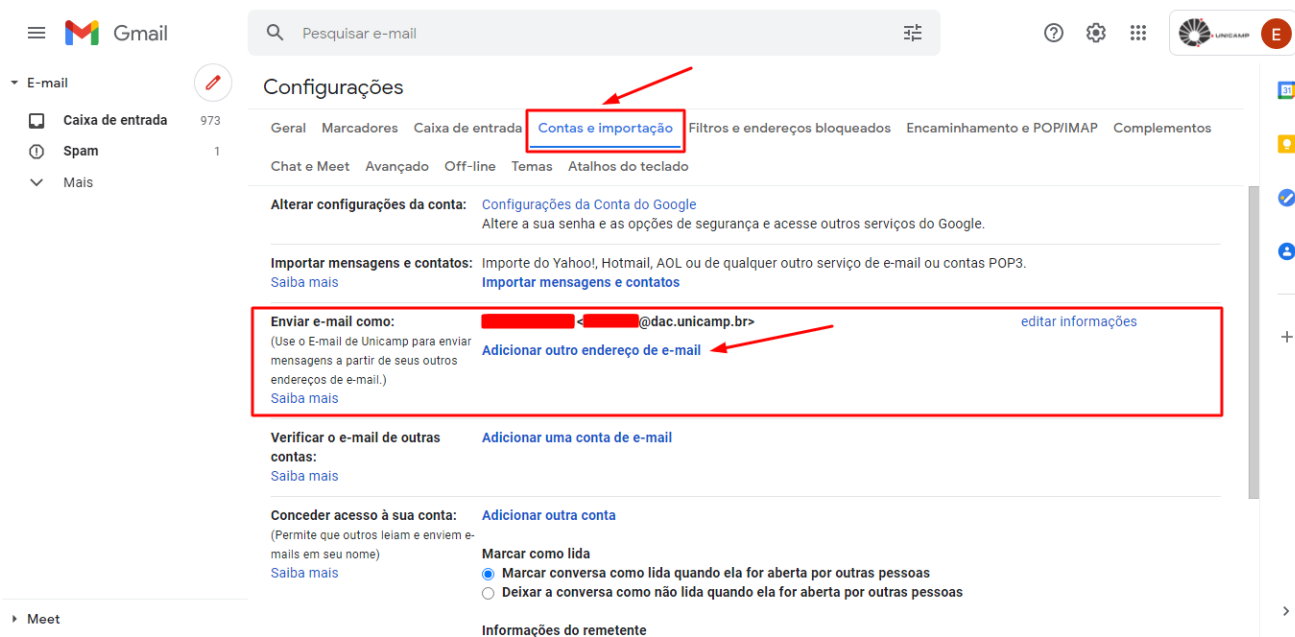 Gmail
Pesquisar e-mail
UNICAMP
E
E-mail
Caixa de entrada 973
Spam 1
Mais
Meet
Configurações
Geral Marcadores Caixa de entrada Contas e importação Filtros e endereços bloqueados Encaminhamento e POP/IMAP Complementos
Chat e Meet Avançado Off-line Temas Atalhos do teclado
Alterar configurações da conta: Configurações da Conta do Google
Altere a sua senha e as opções de segurança e acesse outros serviços do Google.
Importar mensagens e contatos: Importe do Yahoo!, Hotmail, AOL ou de qualquer outro serviço de e-mail ou contas POP3.
Saiba mais Importar mensagens e contatos
Enviar e-mail como: < @dac.unicamp.br> editar informações
(Use o E-mail de Unicamp para enviar
mensagens a partir de seus outros
endereços de e-mail.)
Adicionar outro endereço de e-mail
Saiba mais
Verificar o e-mail de outras
contas:
Adicionar uma conta de e-mail
Saiba mais
Conceder acesso à sua conta: Adicionar outra conta
(Permite que outros leiam e enviem e-
mails em seu nome)
Saiba mais
Marcar como lida
Marcar conversa como lida quando ela for aberta por outras pessoas
Deixar a conversa como não lida quando ela for aberta por outras pessoas
Informações do remetente
31